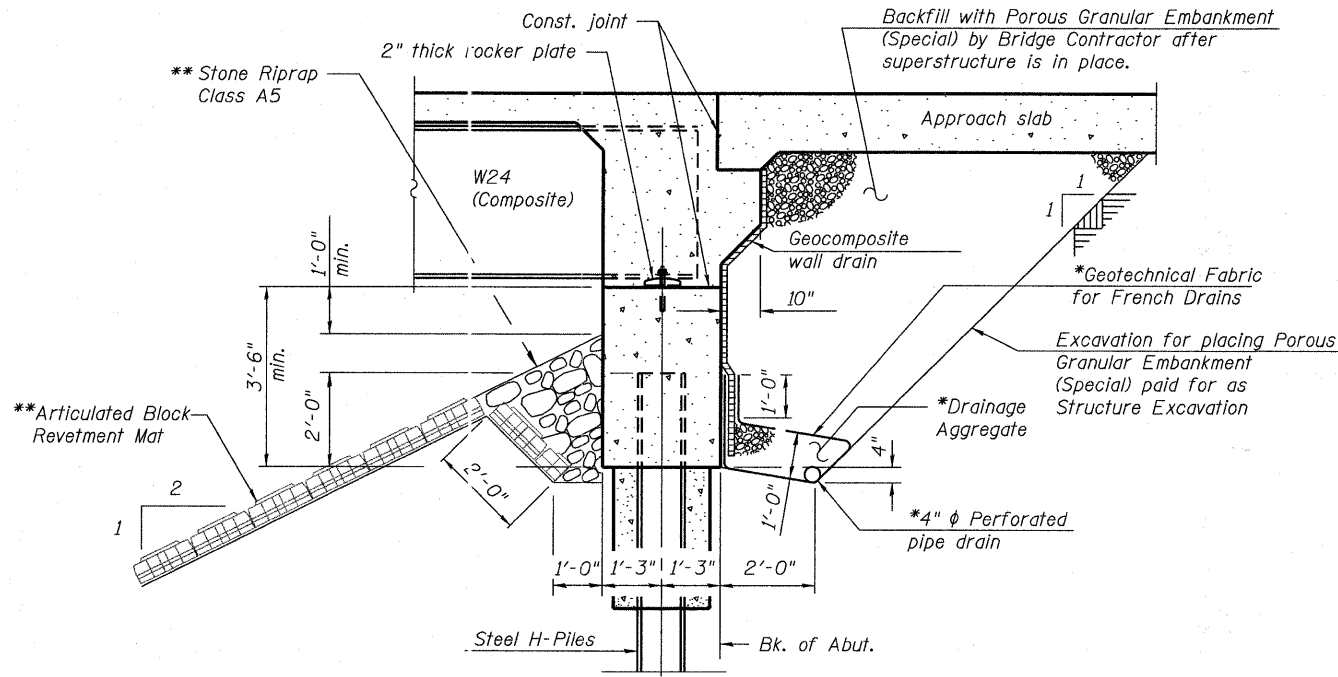 Const. joint
2" thick rocker plate
** Stone Riprap
Class A5
Backfill with Porous Granular Embankment
(Special) by Bridge Contractor after
superstructure is in place.
Approach slab
W24
(Composite)
1
1
1'-0"
min.
Geocomposite
wall drain
*Geotechnical Fabric
for French Drains
10"
3'-6"
min.
Excavation for placing Porous
Granular Embankment
(Special) paid for as
Structure Excavation
2'-0"
1'-0"
**Articulated Block
Revetment Mat
*Drainage
Aggregate
4"
2'-0"
1'-0"
2
1
*4" ϕ Perforated
pipe drain
1'-0"
1'-3"
1'-3"
2'-0"
Steel H-Piles
Bk. of Abut.